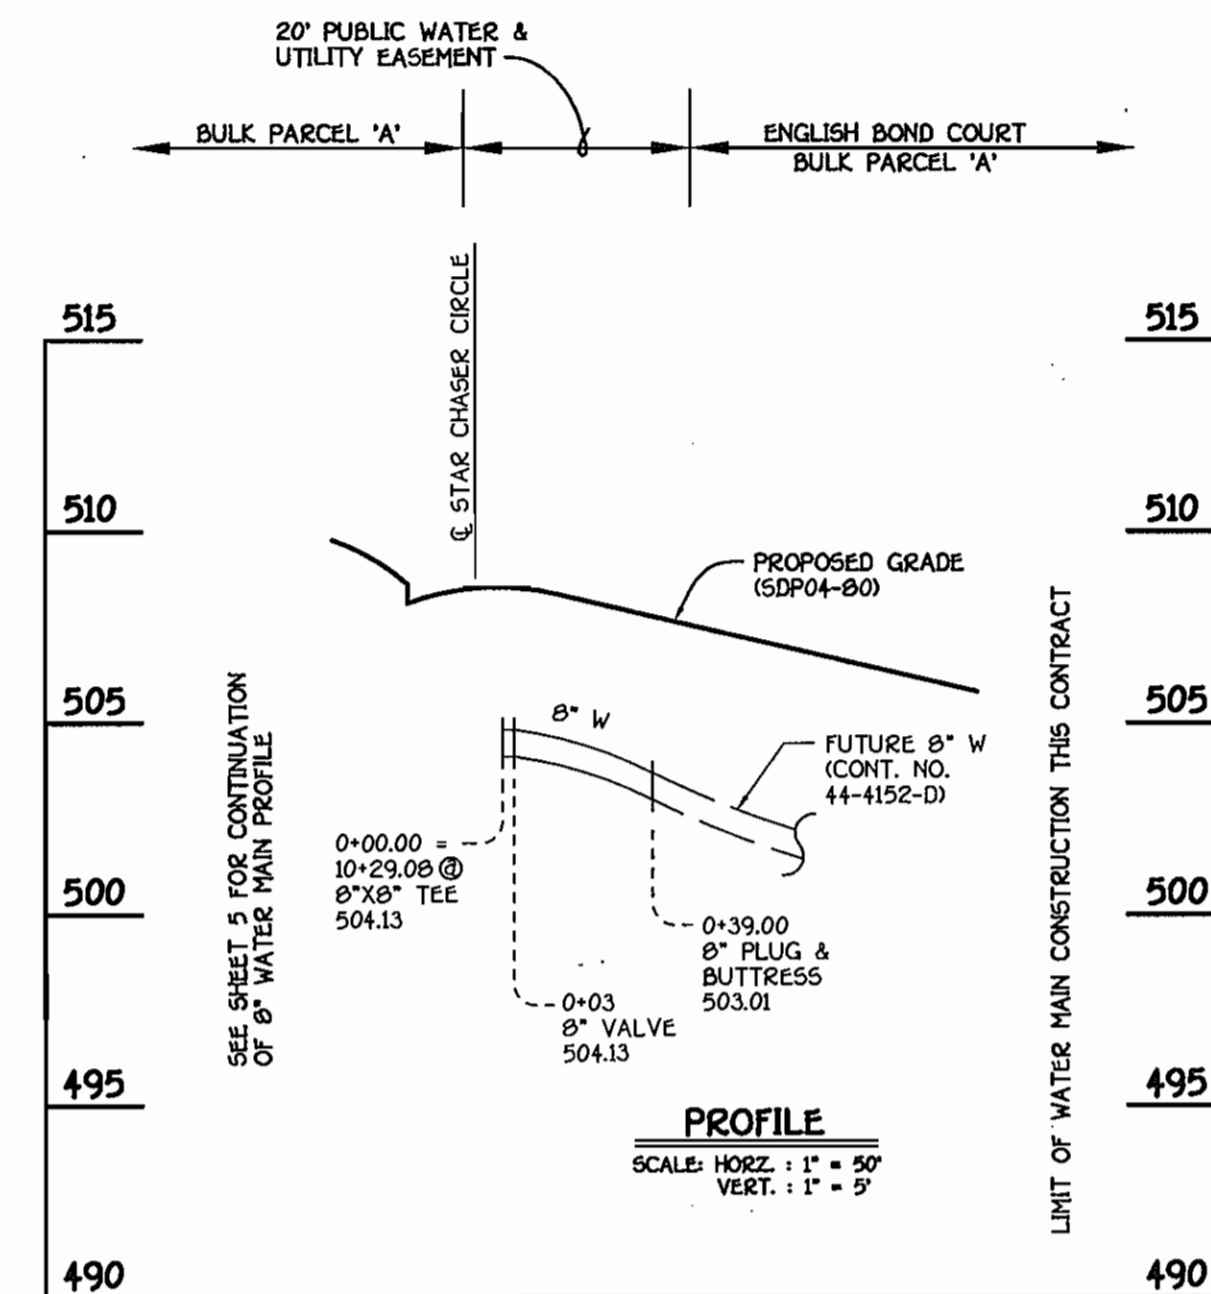 20' PUBLIC WATER &
UTILITY EASEMENT
BULK PARCEL 'A'
ENGLISH BOND COURT
BULK PARCEL 'A'
℄ STAR CHASER CIRCLE
515
515
510
510
PROPOSED GRADE
(SDP04-80)
505
505
8" W
FUTURE 8" W
(CONT. NO.
44-4152-D)
SEE SHEET 5 FOR CONTINUATION
OF 8" WATER MAIN PROFILE
LIMIT OF WATER MAIN CONSTRUCTION THIS CONTRACT
0+00.00 =
10+29.08 @
8"X8" TEE
504.13
500
500
0+39.00
8" PLUG &
BUTTRESS
503.01
0+03
8" VALVE
504.13
495
495
PROFILE
SCALE: HORZ. : 1" = 50'
VERT. : 1" = 5'
490
490